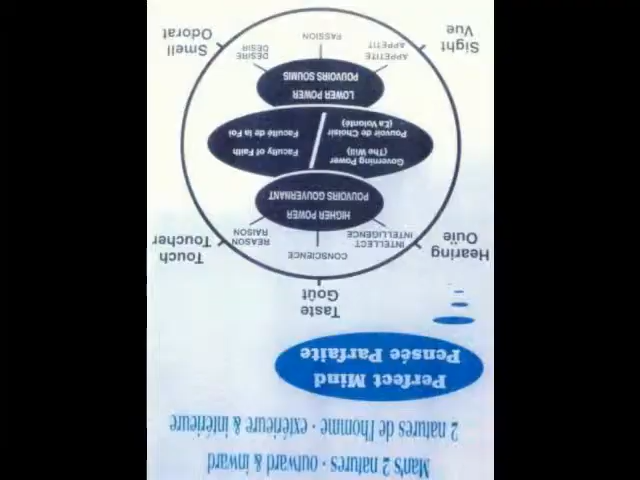 Man's 2 natures - outward & inward
2 natures de l'homme - extérieure & intérieure
Perfect Mind
Pensée Parfaite
Taste
Goût
Hearing
Ouïe
Touch
Toucher
CONSCIENCE
INTELLECT
INTELLIGENCE
REASON
RAISON
HIGHER POWER
POUVOIRS GOUVERNANT
Governing Power
(The Will)
Pouvoir de Choisir
(La Volonté)
Faculty of Faith
Faculté de la Foi
LOWER POWER
POUVOIRS SOUMIS
APPETITE
APPETIT
DESIRE
DESIR
PASSION
Sight
Vue
Smell
Odorat